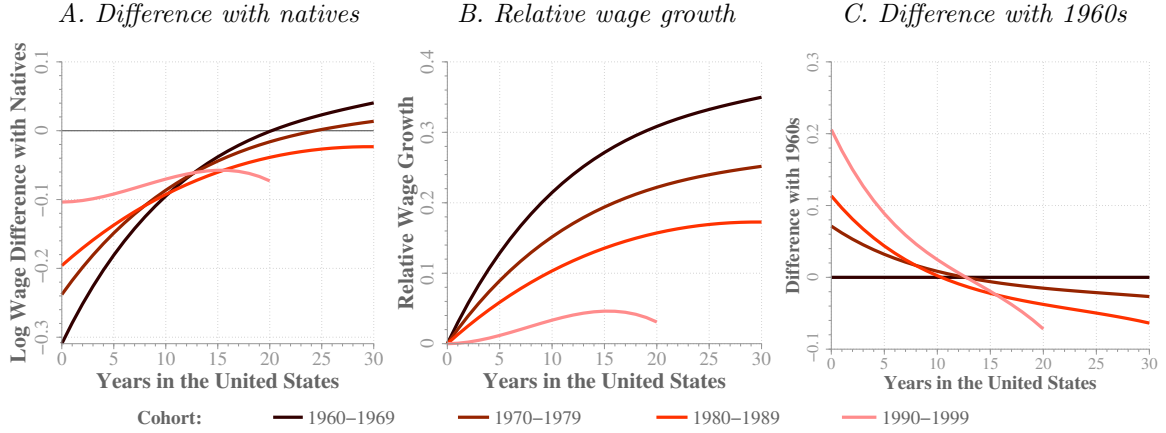 A. Difference with natives
B. Relative wage growth
C. Difference with 1960s
Log Wage Difference with Natives
0.1
0
−0.1
−0.2
−0.3
0 5 10 15 20 25 30
Years in the United States
Relative Wage Growth
0.4
0.3
0.2
0.1
0
0 5 10 15 20 25 30
Years in the United States
Difference with 1960s
0.3
0.2
0.1
0
−0.1
0 5 10 15 20 25 30
Years in the United States
Cohort: 1960−1969 1970−1979 1980−1989 1990−1999